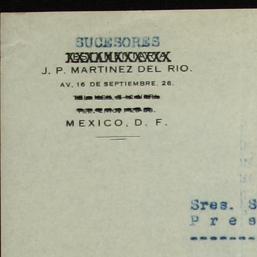 SUCESORES
J. P. MARTINEZ DEL RIO.
AV. 16 DE SEPTIEMBRE, 26.
MEXICO, D. F.
Sres. S
Pres